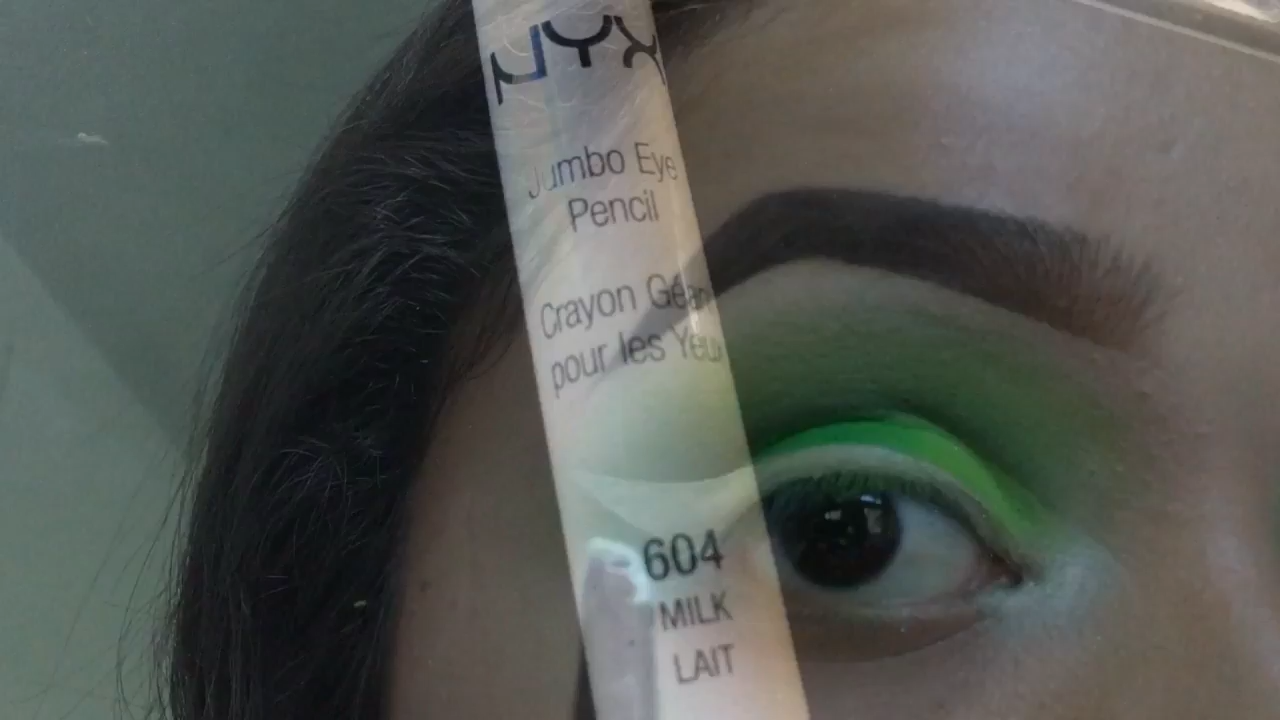 NYX
Jumbo Eye
Pencil
Crayon Géant
pour les Yeux
604
MILK
LAIT